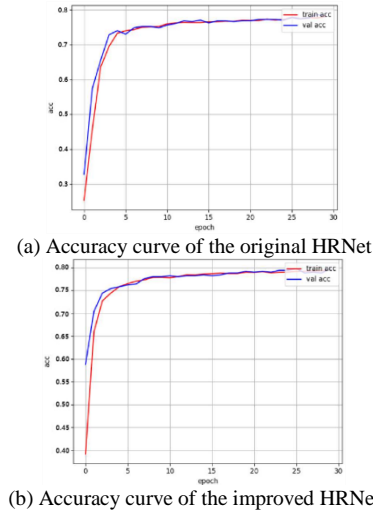 0.8
0.7
0.6
0.5
0.4
0.3
acc
train acc
val acc
0 5 10 15 20 25 30
epoch
(a) Accuracy curve of the original HRNet
0.80
0.75
0.70
0.65
0.60
0.55
0.50
0.45
0.40
acc
train acc
val acc
0 5 10 15 20 25 30
epoch
(b) Accuracy curve of the improved HRNe